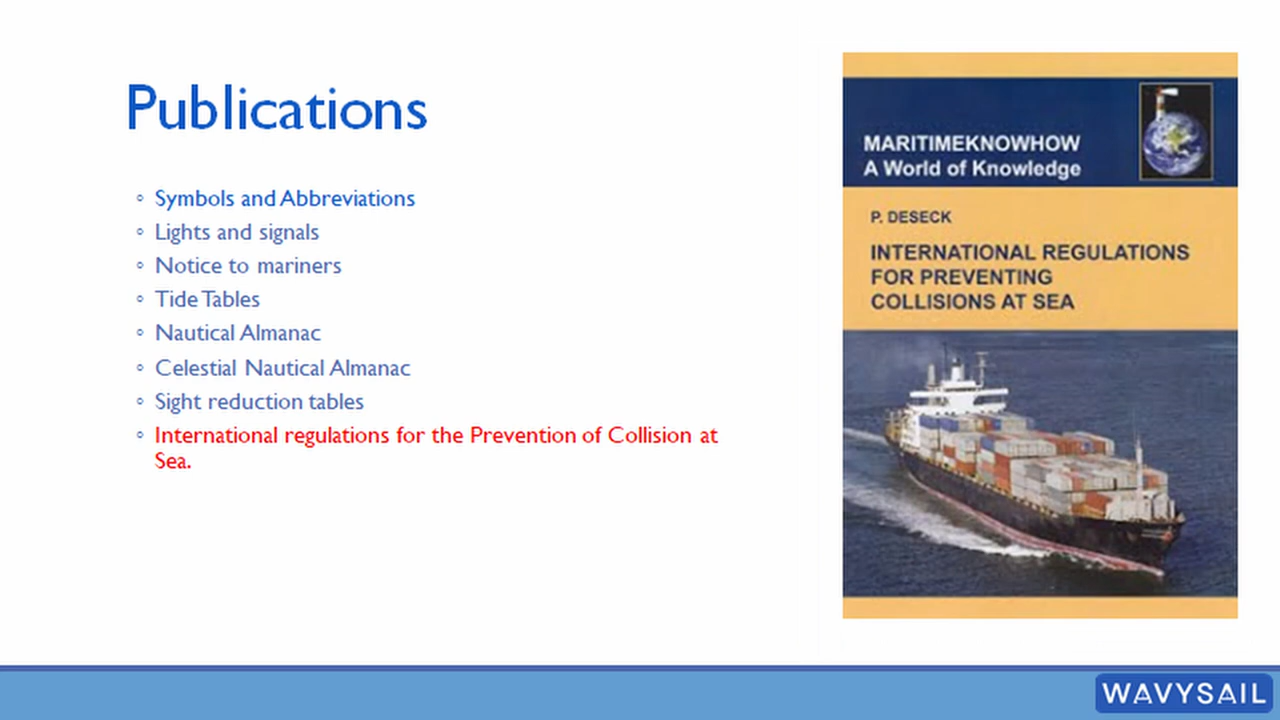 Publications
Symbols and Abbreviations
Lights and signals
Notice to mariners
Tide Tables
Nautical Almanac
Celestial Nautical Almanac
Sight reduction tables
International regulations for the Prevention of Collision at
Sea.
MARITIMEKNOWHOW
A World of Knowledge
P. DESECK
INTERNATIONAL REGULATIONS
FOR PREVENTING
COLLISIONS AT SEA
WAVYSAIL